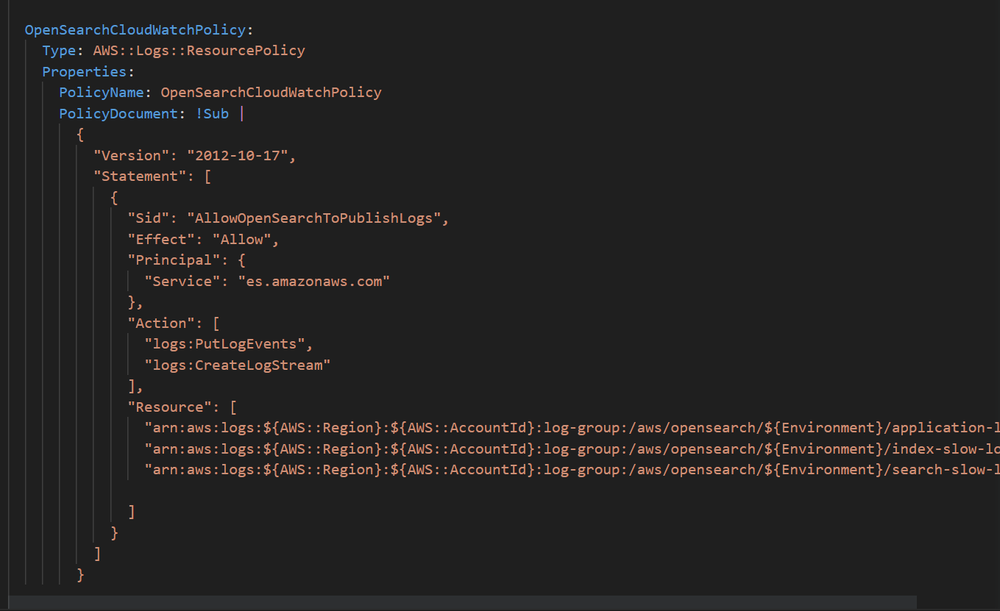 OpenSearchCloudWatchPolicy:
Type: AWS::Logs::ResourcePolicy
Properties:
PolicyName: OpenSearchCloudWatchPolicy
PolicyDocument: !Sub |
{
"Version": "2012-10-17",
"Statement": [
{
"Sid": "AllowOpenSearchToPublishLogs",
"Effect": "Allow",
"Principal": {
"Service": "es.amazonaws.com"
},
"Action": [
"logs:PutLogEvents",
"logs:CreateLogStream"
],
"Resource": [
"arn:aws:logs:${AWS::Region}:${AWS::AccountId}:log-group:/aws/opensearch/${Environment}/application-l
"arn:aws:logs:${AWS::Region}:${AWS::AccountId}:log-group:/aws/opensearch/${Environment}/index-slow-lo
"arn:aws:logs:${AWS::Region}:${AWS::AccountId}:log-group:/aws/opensearch/${Environment}/search-slow-l
]
}
]
}